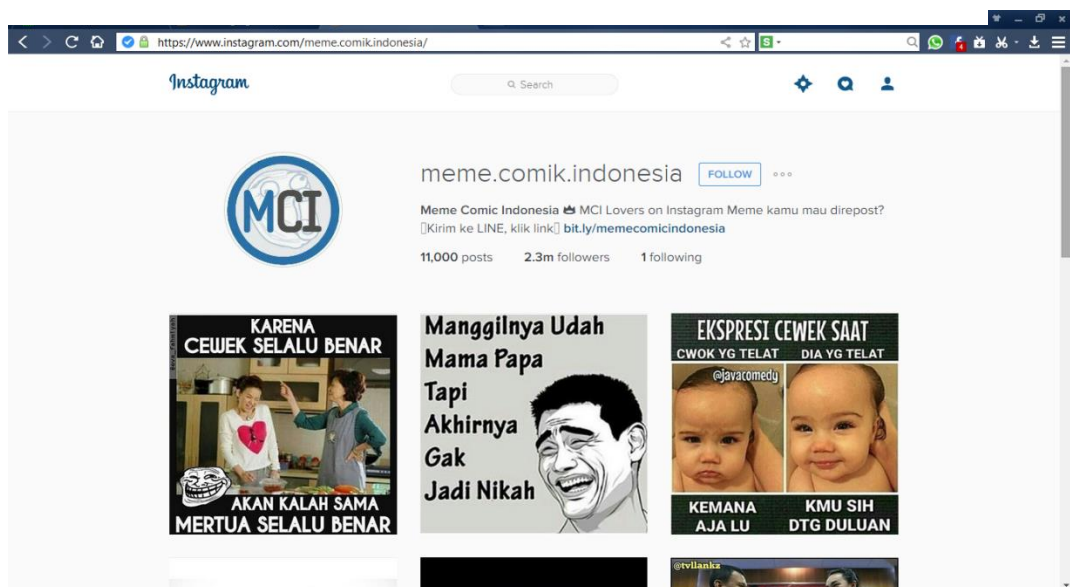 https://www.instagram.com/meme.comik.indonesia/
S
4
Instagram
Search
MCI
meme.comik.indonesia FOLLOW
Meme Comic Indonesia MCI Lovers on Instagram Meme kamu mau direpost?
Kirim ke LINE, klik link bit.ly/memecomicindonesia
11,000 posts 2.3m followers 1 following
KARENA
CEWEK SELALU BENAR
AKAN KALAH SAMA
MERTUA SELALU BENAR
Manggilnya Udah
Mama Papa
Tapi
Akhirnya
Gak
Jadi Nikah
EKSPRESI CEWEK SAAT
CWOK YG TELAT DIA YG TELAT
@javacomedy
KEMANA
AJA LU
KMU SIH
DTG DULUAN
@tvllankz